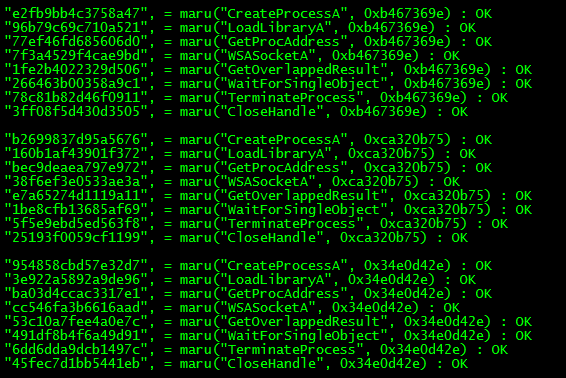 "e2fb9bb4c3758a47", = maru("CreateProcessA", 0xb467369e) : OK
"96b79c69c710a521", = maru("LoadLibraryA", 0xb467369e) : OK
"77ef46fd685606d0", = maru("GetProcAddress", 0xb467369e) : OK
"7f3a4529f4cae9bd", = maru("WSASocketA", 0xb467369e) : OK
"1fe2b4022329d506", = maru("GetOverlappedResult", 0xb467369e) : OK
"266463b00358a9c1", = maru("WaitForSingleObject", 0xb467369e) : OK
"78c81b82d46f0911", = maru("TerminateProcess", 0xb467369e) : OK
"3ff08f5d430d3505", = maru("CloseHandle", 0xb467369e) : OK

"b2699837d95a5676", = maru("CreateProcessA", 0xca320b75) : OK
"160b1af43901f372", = maru("LoadLibraryA", 0xca320b75) : OK
"bec9deaea797e972", = maru("GetProcAddress", 0xca320b75) : OK
"38f6ef3e0533ae3a", = maru("WSASocketA", 0xca320b75) : OK
"e7a65274d1119a11", = maru("GetOverlappedResult", 0xca320b75) : OK
"1be8cfb13685af69", = maru("WaitForSingleObject", 0xca320b75) : OK
"5f5e9ebd5ed563f8", = maru("TerminateProcess", 0xca320b75) : OK
"25193f0059cf1199", = maru("CloseHandle", 0xca320b75) : OK

"954858cbd57e32d7", = maru("CreateProcessA", 0x34e0d42e) : OK
"3e922a5892a9de96", = maru("LoadLibraryA", 0x34e0d42e) : OK
"ba03d4ccac3317e1", = maru("GetProcAddress", 0x34e0d42e) : OK
"cc546fa3b6616aad", = maru("WSASocketA", 0x34e0d42e) : OK
"53c10a7fee4a0e7c", = maru("GetOverlappedResult", 0x34e0d42e) : OK
"491df8b4f6a49d91", = maru("WaitForSingleObject", 0x34e0d42e) : OK
"6dd6dda9dcb1497c", = maru("TerminateProcess", 0x34e0d42e) : OK
"45fec7d1bb5441eb", = maru("CloseHandle", 0x34e0d42e) : OK